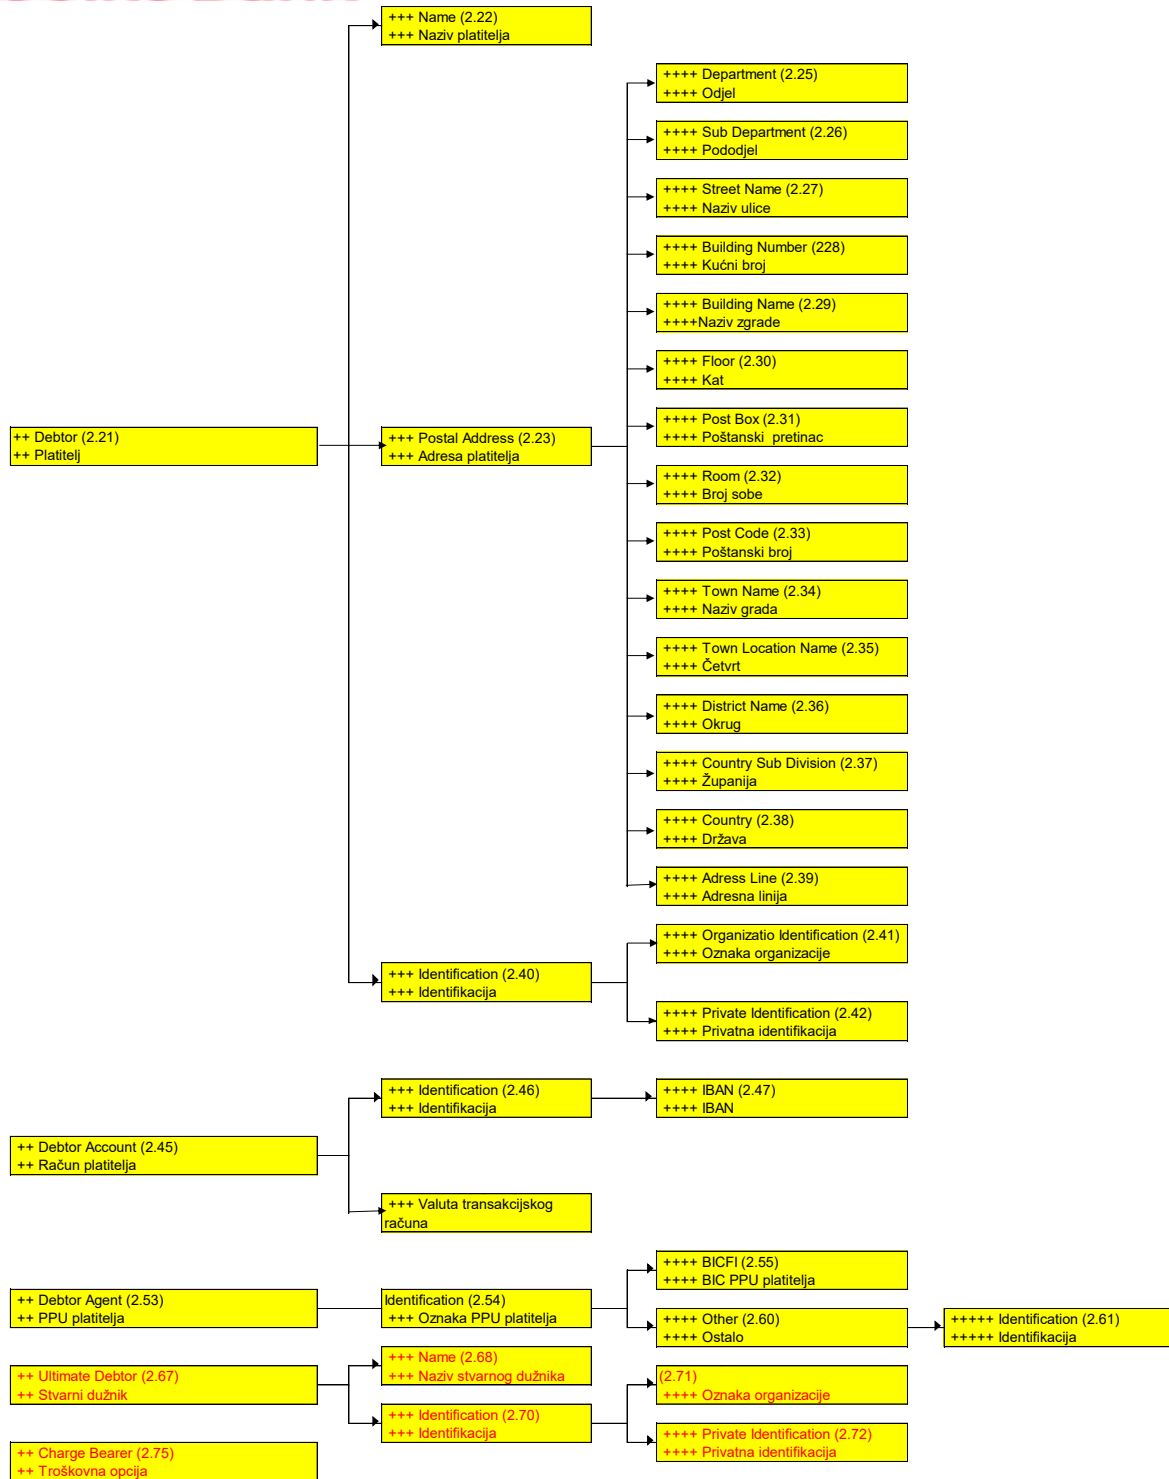 +++ Name (2.22)
+++ Naziv platitelja
++++ Department (2.25)
++++ Odjel
++++ Sub Department (2.26)
++++ Pododjel
++++ Street Name (2.27)
++++ Naziv ulice
++++ Building Number (228)
++++ Kućni broj
++++ Building Name (2.29)
++++Naziv zgrade
++++ Floor (2.30)
++++ Kat
++ Debtor (2.21)
++ Platitelj
+++ Postal Address (2.23)
+++ Adresa platitelja
++++ Post Box (2.31)
++++ Poštanski  pretinac
++++ Room (2.32)
++++ Broj sobe
++++ Post Code (2.33)
++++ Poštanski broj
++++ Town Name (2.34)
++++ Naziv grada
++++ Town Location Name (2.35)
++++ Četvrt
++++ District Name (2.36)
++++ Okrug
++++ Country Sub Division (2.37)
++++ Županija
++++ Country (2.38)
++++ Država
++++ Adress Line (2.39)
++++ Adresna linija
+++ Identification (2.40)
+++ Identifikacija
++++ Organizatio Identification (2.41)
++++ Oznaka organizacije
++++ Private Identification (2.42)
++++ Privatna identifikacija
++ Debtor Account (2.45)
++ Račun platitelja
+++ Identification (2.46)
+++ Identifikacija
++++ IBAN (2.47)
++++ IBAN
+++ Valuta transakcijskog
računa
++ Debtor Agent (2.53)
++ PPU platitelja
Identification (2.54)
+++ Oznaka PPU platitelja
++++ BICFI (2.55)
++++ BIC PPU platitelja
++++ Other (2.60)
++++ Ostalo
+++++ Identification (2.61)
+++++ Identifikacija
++ Ultimate Debtor (2.67)
++ Stvarni dužnik
+++ Name (2.68)
+++ Naziv stvarnog dužnika
+++ Identification (2.70)
+++ Identifikacija
(2.71)
++++ Oznaka organizacije
++++ Private Identification (2.72)
++++ Privatna identifikacija
++ Charge Bearer (2.75)
++ Troškovna opcija